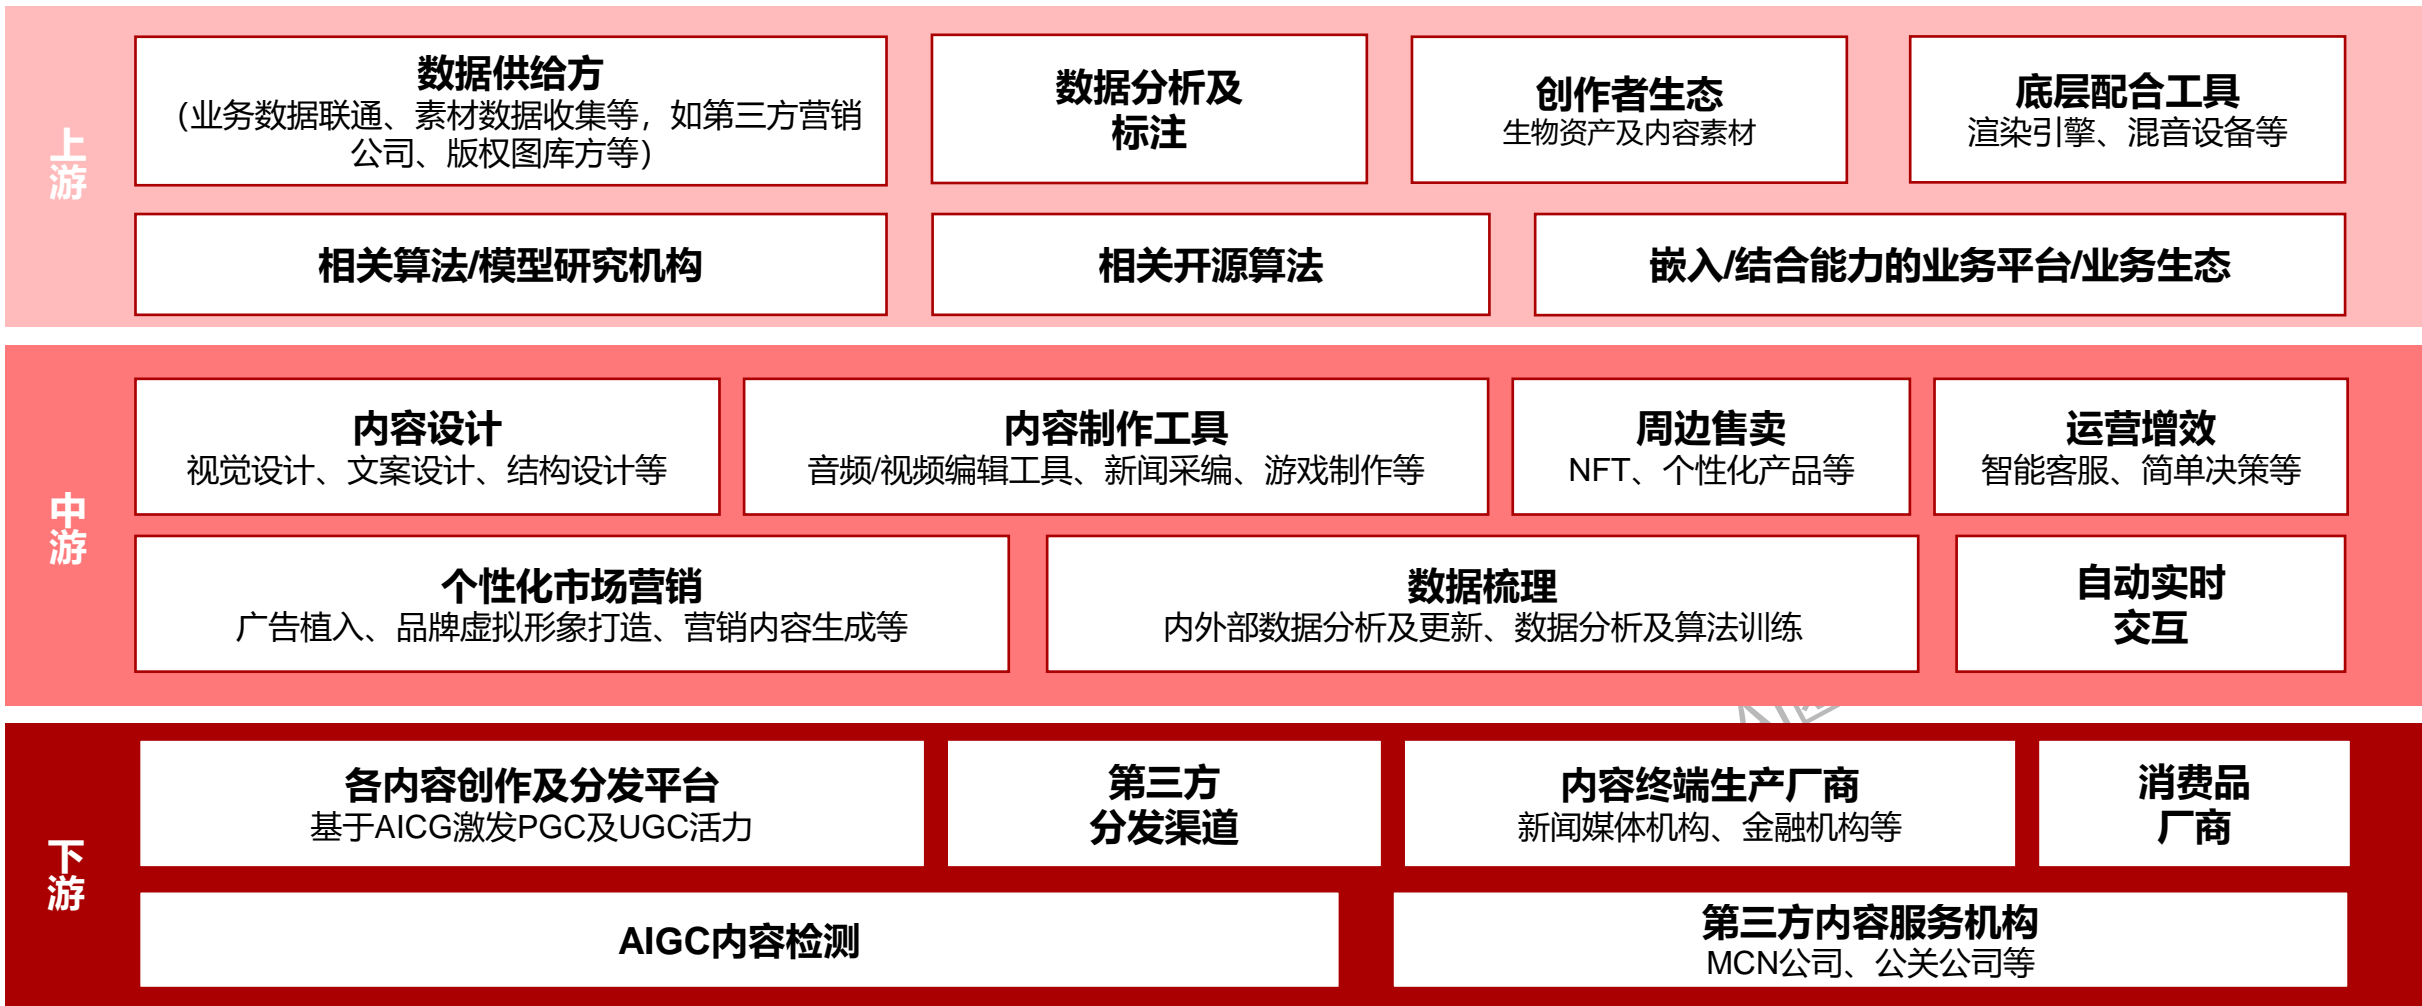 上游
数据供给方
(业务数据联通、素材数据收集等，如第三方营销
公司、版权图库方等)
数据分析及
标注
创作者生态
生物资产及内容素材
底层配合工具
渲染引擎、混音设备等
相关算法/模型研究机构
相关开源算法
嵌入/结合能力的业务平台/业务生态
中游
内容设计
视觉设计、文案设计、结构设计等
内容制作工具
音频/视频编辑工具、新闻采编、游戏制作等
周边售卖
NFT、个性化产品等
运营增效
智能客服、简单决策等
个性化市场营销
广告植入、品牌虚拟形象打造、营销内容生成等
数据梳理
内外部数据分析及更新、数据分析及算法训练
自动实时
交互
下游
各内容创作及分发平台
基于AICG激发PGC及UGC活力
第三方
分发渠道
内容终端生产厂商
新闻媒体机构、金融机构等
消费品
厂商
AIGC内容检测
第三方内容服务机构
MCN公司、公关公司等